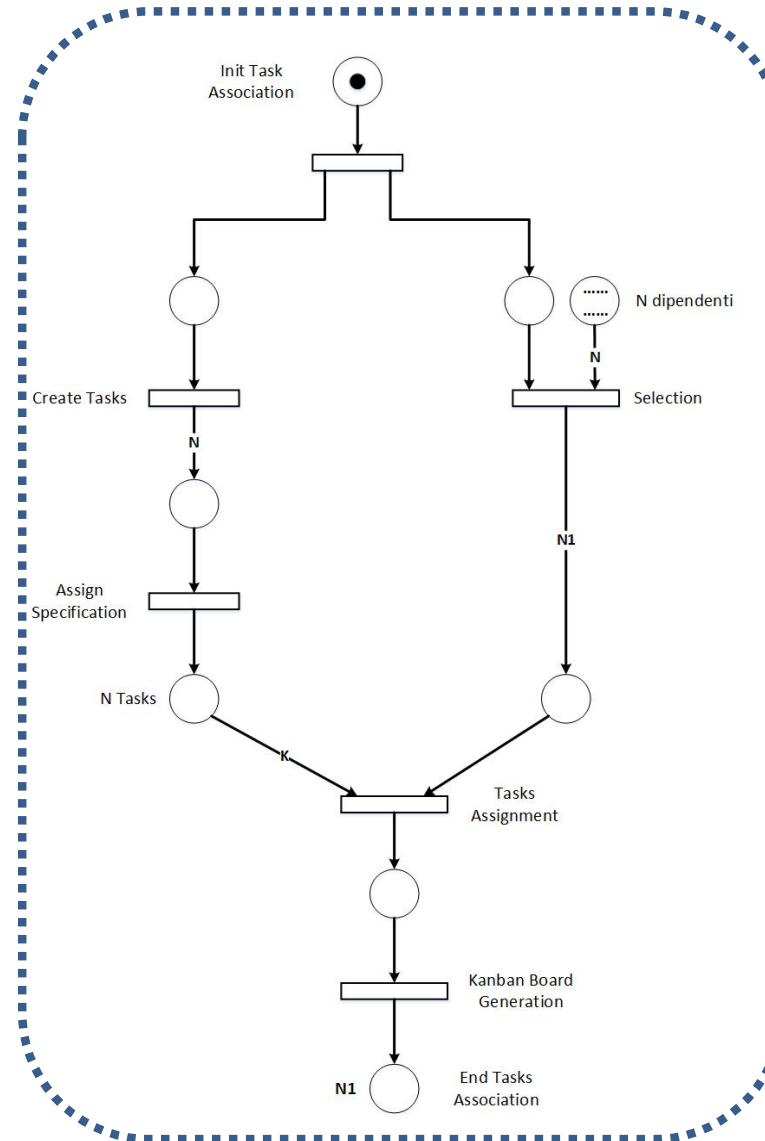 Init Task
Association
N dipendenti
N
Create Tasks
Selection
N
N1
Assign
Specification
N Tasks
K
Tasks
Assignment
Kanban Board
Generation
N1
End Tasks
Association